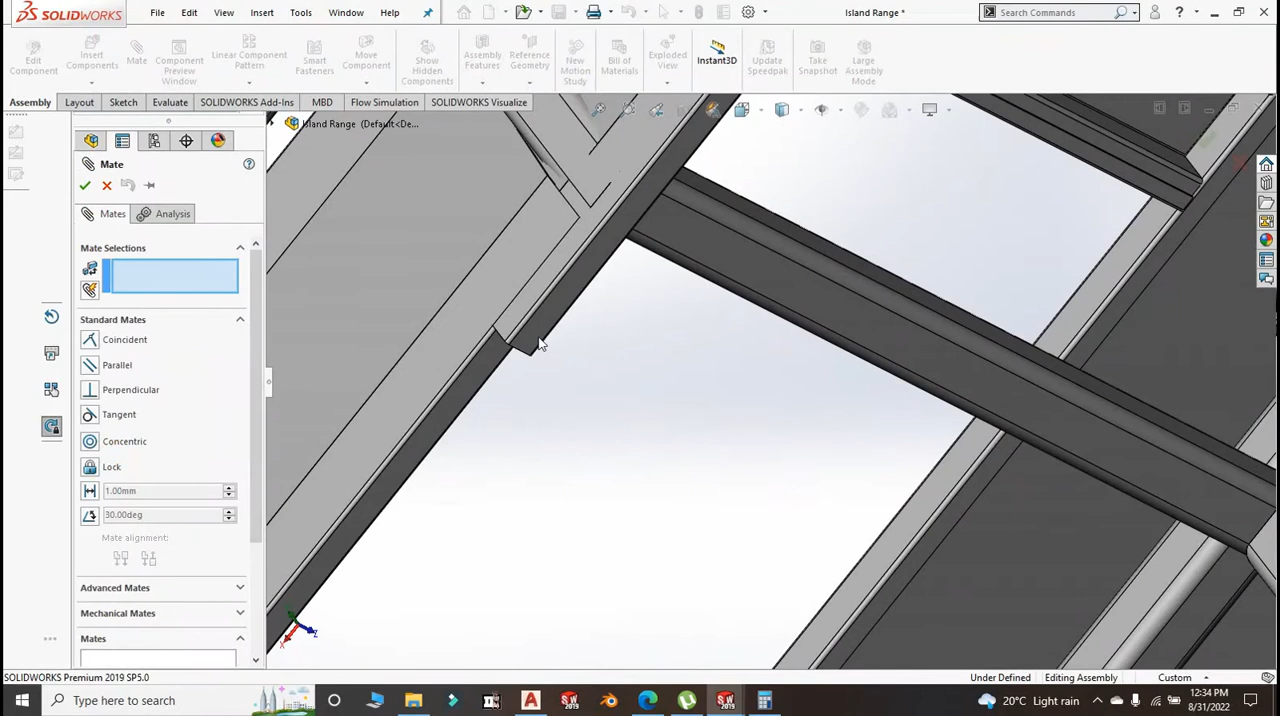 SOLIDWORKS File Edit View Insert Tools Window Help Island Range * Search Commands ?
Edit Component
Insert Components
Mate
Component Preview Window
Linear Component Pattern
Smart Fasteners
Move Component
Show Hidden Components
Assembly Features
Reference Geometry
New Motion Study
Bill of Materials
Exploded View
Instant3D
Update Speedpak
Take Snapshot
Large Assembly Mode
Assembly Layout Sketch Evaluate SOLIDWORKS Add-Ins MBD Flow Simulation SOLIDWORKS Visualize
Island Range (Default<De...
Mate
Mates Analysis
Mate Selections
Standard Mates
Coincident
Parallel
Perpendicular
Tangent
Concentric
Lock
1.00mm
30.00deg
Mate alignment:
Advanced Mates
Mechanical Mates
Mates
X Z
SOLIDWORKS Premium 2019 SP5.0 Under Defined Editing Assembly Custom
Type here to search
20°C Light rain
12:34 PM
8/31/2022